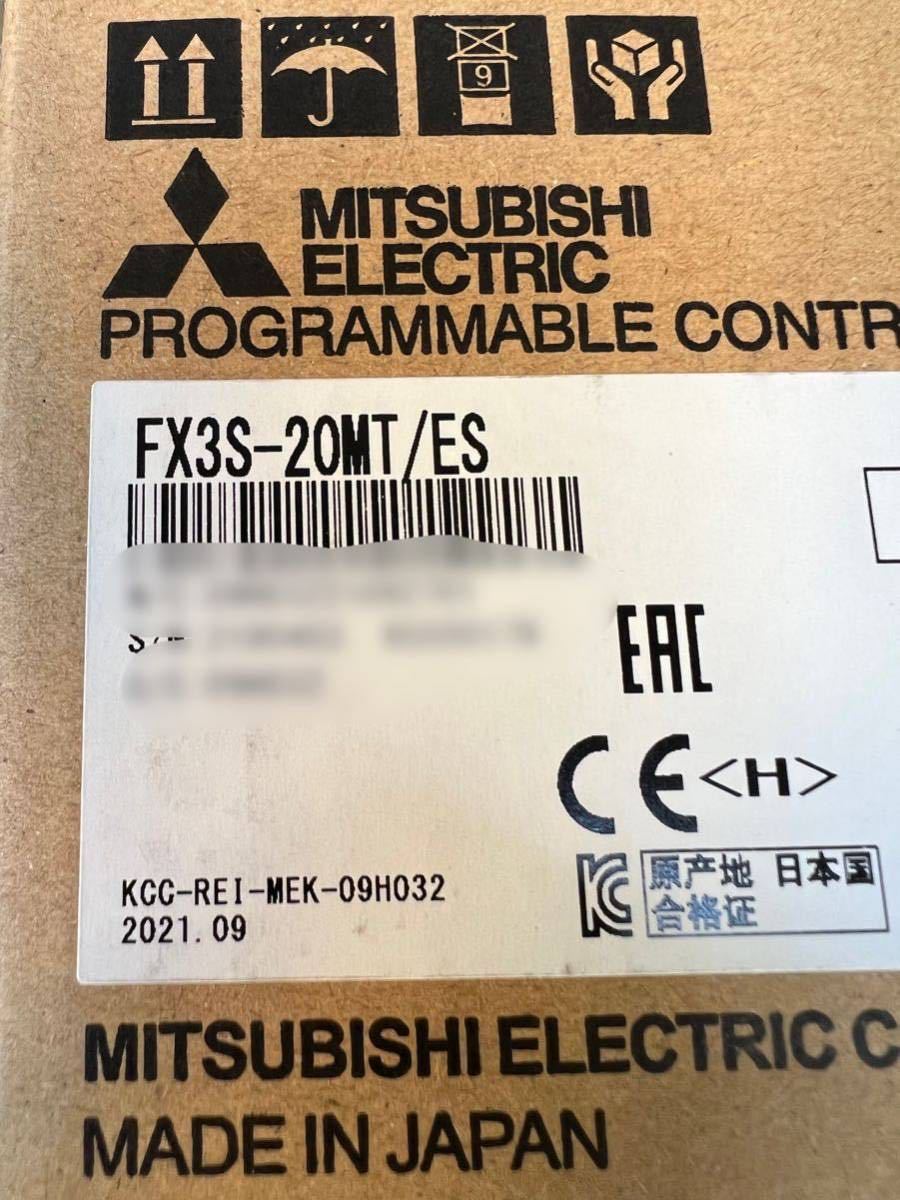 9
MITSUBISHI
ELECTRIC
PROGRAMMABLE CONTR
FX3S-20MT/ES
EAC
CE <H>
KCC-REI-MEK-09H032
2021.09
原产地 日本国
合格证
MITSUBISHI ELECTRIC C
MADE IN JAPAN